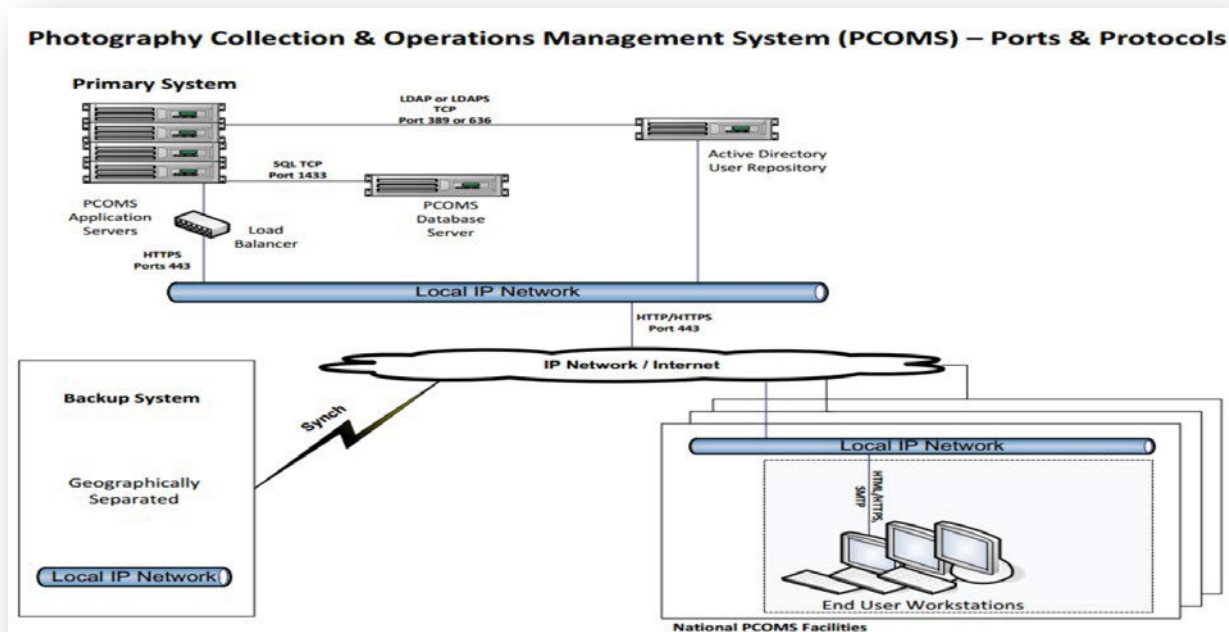 Photography Collection & Operations Management System (PCOMS) – Ports & Protocols
Primary System
LDAP or LDAPS
TCP
Port 389 or 636
Active Directory
User Repository
SQL TCP
Port 1433
PCOMS
Application
Servers
Load
Balancer
PCOMS
Database
Server
HTTPS
Ports 443
Local IP Network
HTTP/HTTPS
Port 443
IP Network / Internet
Backup System
Synch
Geographically
Separated
Local IP Network
Local IP Network
HTML/HTTPS,
SMTP
End User Workstations
National PCOMS Facilities